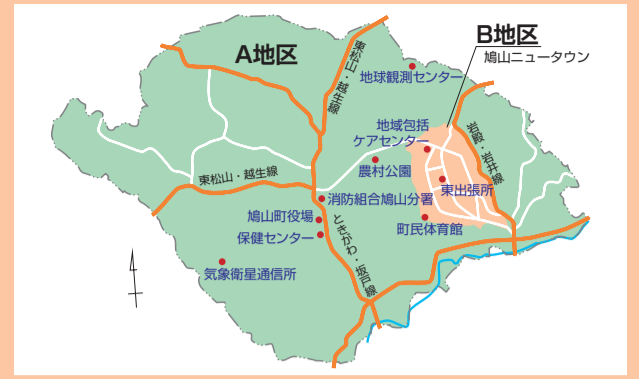 A地区
B地区
鳩山ニュータウン
東松山・越生線
地球観測センター
地域包括
ケアセンター
岩殿・岩井線
農村公園
東松山・越生線
東出張所
消防組合鳩山分署
鳩山町役場
町民体育館
保健センター
ときがわ・坂戸線
気象衛星通信所